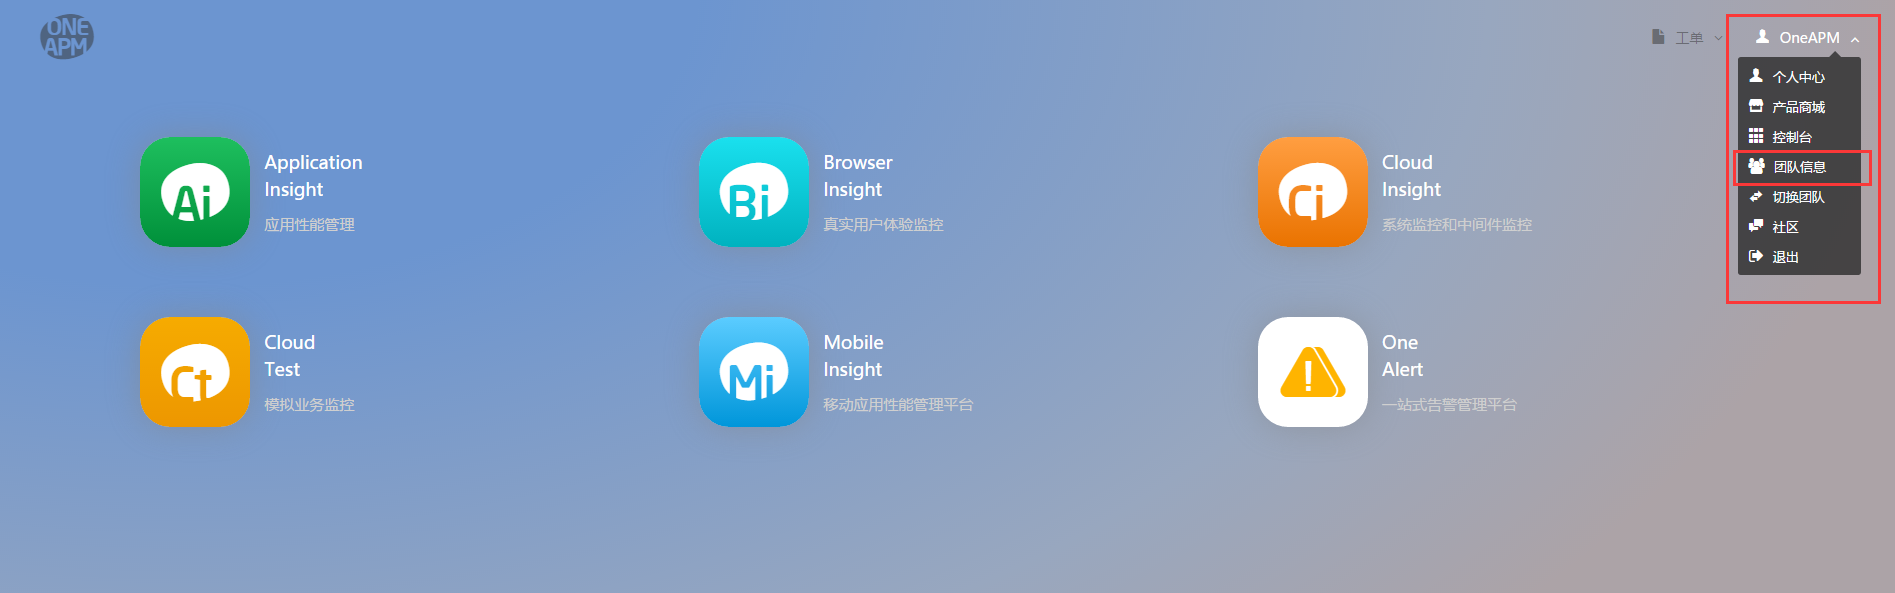 ONE
APM
工单
OneAPM
个人中心
产品商城
控制台
团队信息
切换团队
社区
退出
Ai
Application
Insight
应用性能管理
Bi
Browser
Insight
真实用户体验监控
Ci
Cloud
Insight
系统监控和中间件监控
Ct
Cloud
Test
模拟业务监控
Mi
Mobile
Insight
移动应用性能管理平台
One
Alert
一站式告警管理平台